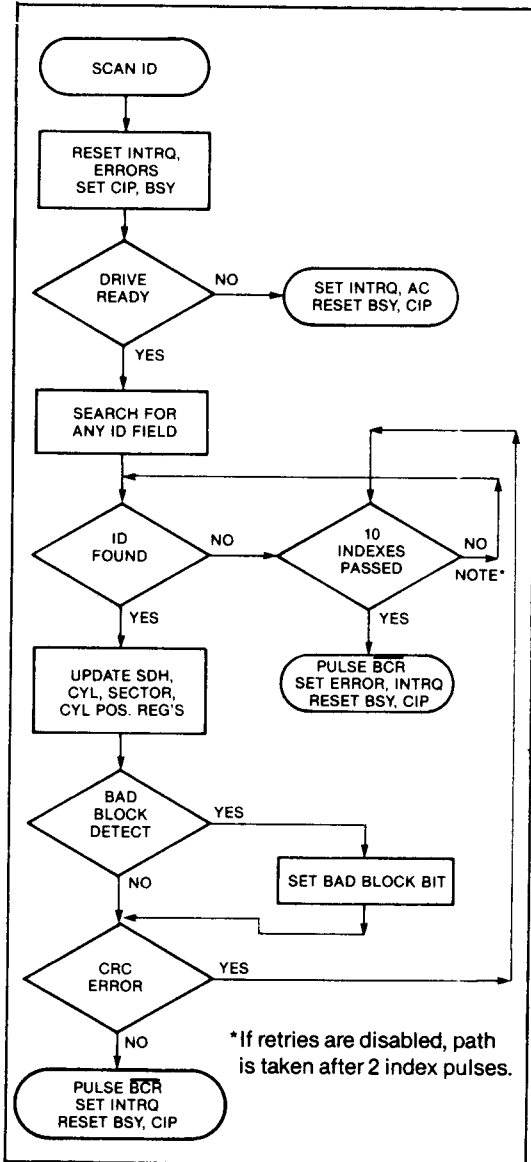 SCAN ID
RESET INTRQ,
ERRORS
SET CIP, BSY
DRIVE
READY
NO
SET INTRQ, AC
RESET BSY, CIP
YES
SEARCH FOR
ANY ID FIELD
ID
FOUND
NO
10
INDEXES
PASSED
NO
NOTE*
YES
YES
PULSE BCR
SET ERROR, INTRQ
RESET BSY, CIP
UPDATE SDH,
CYL, SECTOR,
CYL POS. REG'S
BAD
BLOCK
DETECT
YES
SET BAD BLOCK BIT
NO
CRC
ERROR
YES
NO
*If retries are disabled, path
is taken after 2 index pulses.
PULSE BCR
SET INTRQ
RESET BSY, CIP